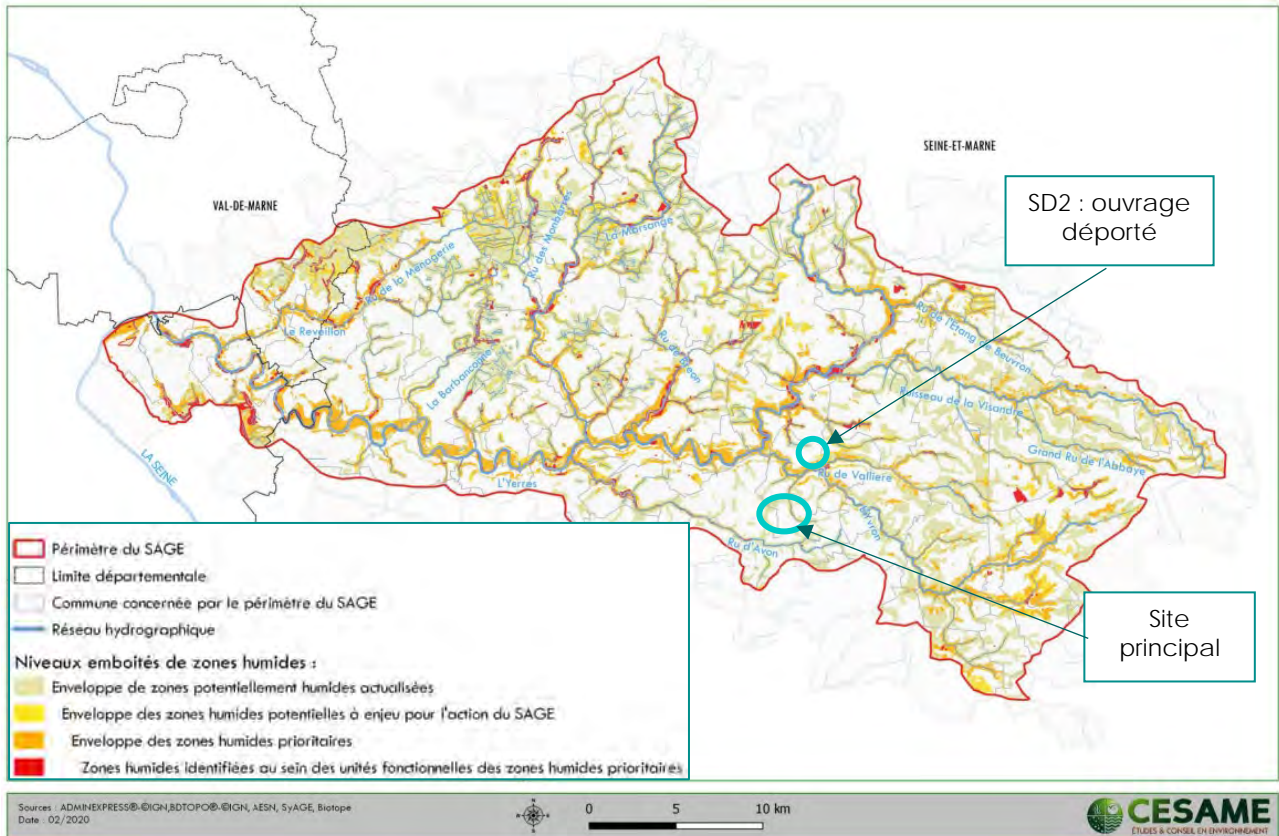 SEINE-ET-MARNE
VAL-DE-MARNE
SD2 : ouvrage
déporté
Ru des Monbarres
La Marsange
Ru de la Ménagerie
Le Reveillon
Ru de l'Etang de Beuvron
La Barbançonne
Ru de Bréon
Ruisseau de la Visandre
Grand Ru de l'Abbaye
Ru de Vallière
LA SEINE
L'Yerres
Yvron
Ru d'Avon
Site
principal
Périmètre du SAGE
Limite départementale
Commune concernée par le périmètre du SAGE
Réseau hydrographique
Niveaux emboités de zones humides :
Enveloppe de zones potentiellement humides actualisées
Enveloppe des zones humides potentielles à enjeu pour l'action du SAGE
Enveloppe des zones humides prioritaires
Zones humides identifiées au sein des unités fonctionnelles des zones humides prioritaires
Sources : ADMINEXPRESS®-©IGN,BDTOPO®-©IGN, AESN, SyAGE, Biotope
Date : 02/2020
0 5 10 km
CESAME
ÉTUDES & CONSEIL EN ENVIRONNEMENT